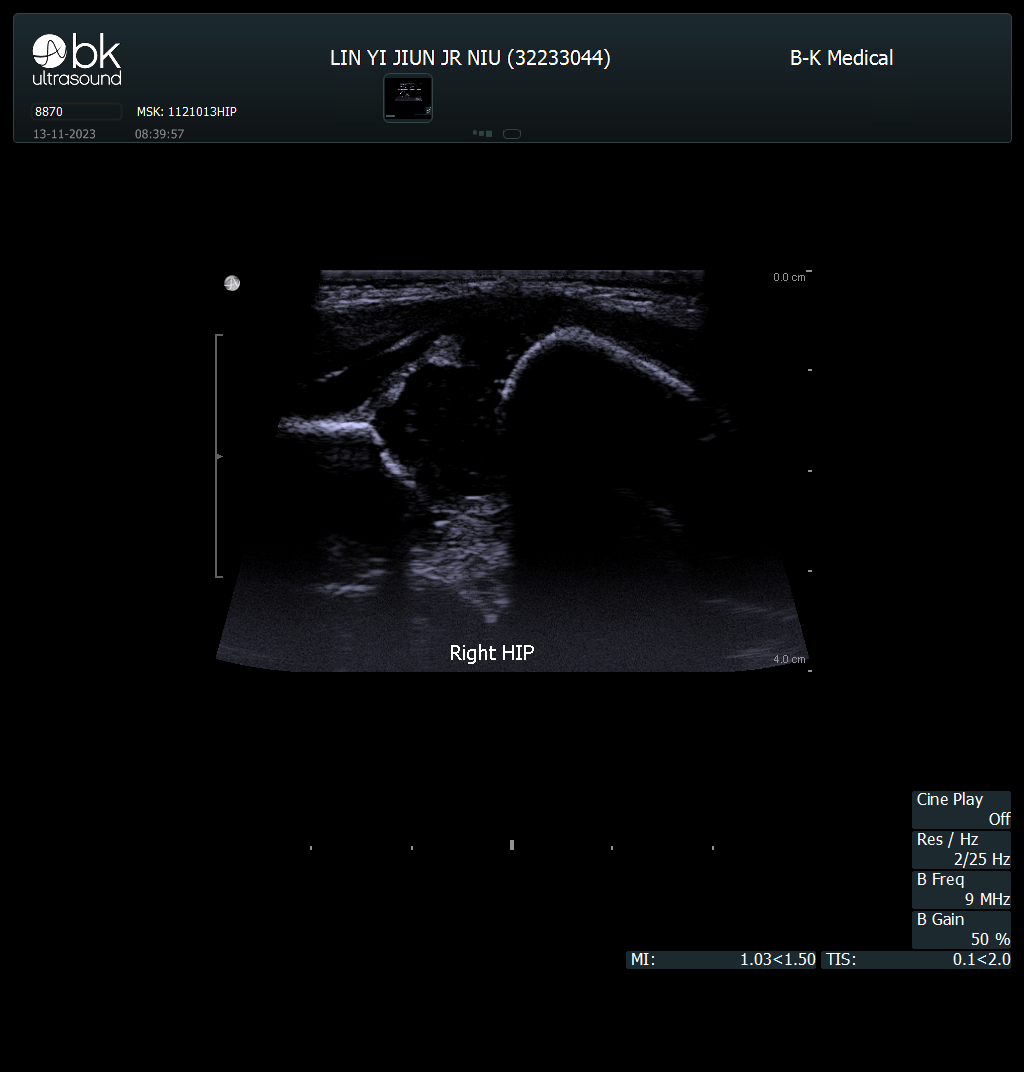 bk
ultrasound
LIN YI JIUN JR NIU (32233044)
B-K Medical
8870
MSK: 1121013HIP
13-11-2023
08:39:57
0.0 cm
Right HIP
4.0 cm
Cine Play
Off
Res / Hz
2/25 Hz
B Freq
9 MHz
B Gain
50 %
MI: 1.03<1.50
TIS: 0.1<2.0